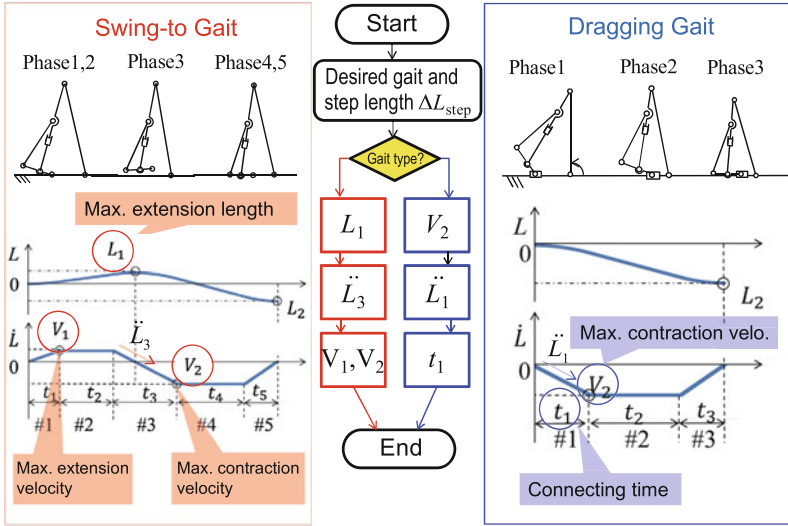 Swing-to Gait
Phase1,2
Phase3
Phase4,5
Max. extension length
L
L₁
0
L₂
L̇
V₁
L̈₃
V₂
0
t₁
t₂
t₃
t₄
t₅
#1
#2
#3
#4
#5
Max. extension
velocity
Max. contraction
velocity
Start
Desired gait and
step length ΔLstep
Gait type?
L₁
V₂
L̈₃
L̈₁
V₁,V₂
t₁
End
Dragging Gait
Phase1
Phase2
Phase3
L
0
L₂
L̇
L̈₁
Max. contraction velo.
0
V₂
t₁
t₂
t₃
#1
#2
#3
Connecting time